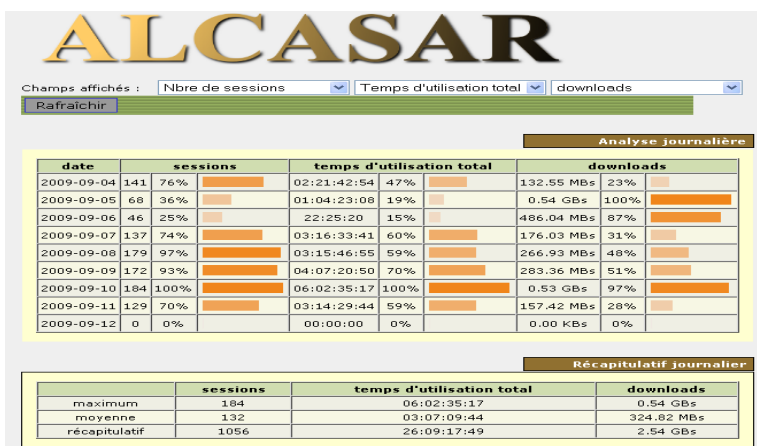 ALCASAR
Champs affichés : Nbre de sessions Temps d'utilisation total downloads
Rafraîchir
Analyse journalière
date sessions temps d'utilisation total downloads
2009-09-04 141 76% 02:21:42:54 47% 132.55 MBs 23%
2009-09-05 68 36% 01:04:23:08 19% 0.54 GBs 100%
2009-09-06 46 25% 22:25:20 15% 486.04 MBs 87%
2009-09-07 137 74% 03:16:33:41 60% 176.03 MBs 31%
2009-09-08 179 97% 03:15:46:55 59% 266.93 MBs 48%
2009-09-09 172 93% 04:07:20:50 70% 283.36 MBs 51%
2009-09-10 184 100% 06:02:35:17 100% 0.53 GBs 97%
2009-09-11 129 70% 03:14:29:44 59% 157.42 MBs 28%
2009-09-12 0 0% 00:00:00 0% 0.00 KBs 0%
Récapitulatif journalier
sessions temps d'utilisation total downloads
maximum 184 06:02:35:17 0.54 GBs
moyenne 132 03:07:09:44 324.82 MBs
récapitulatif 1056 26:09:17:49 2.54 GBs